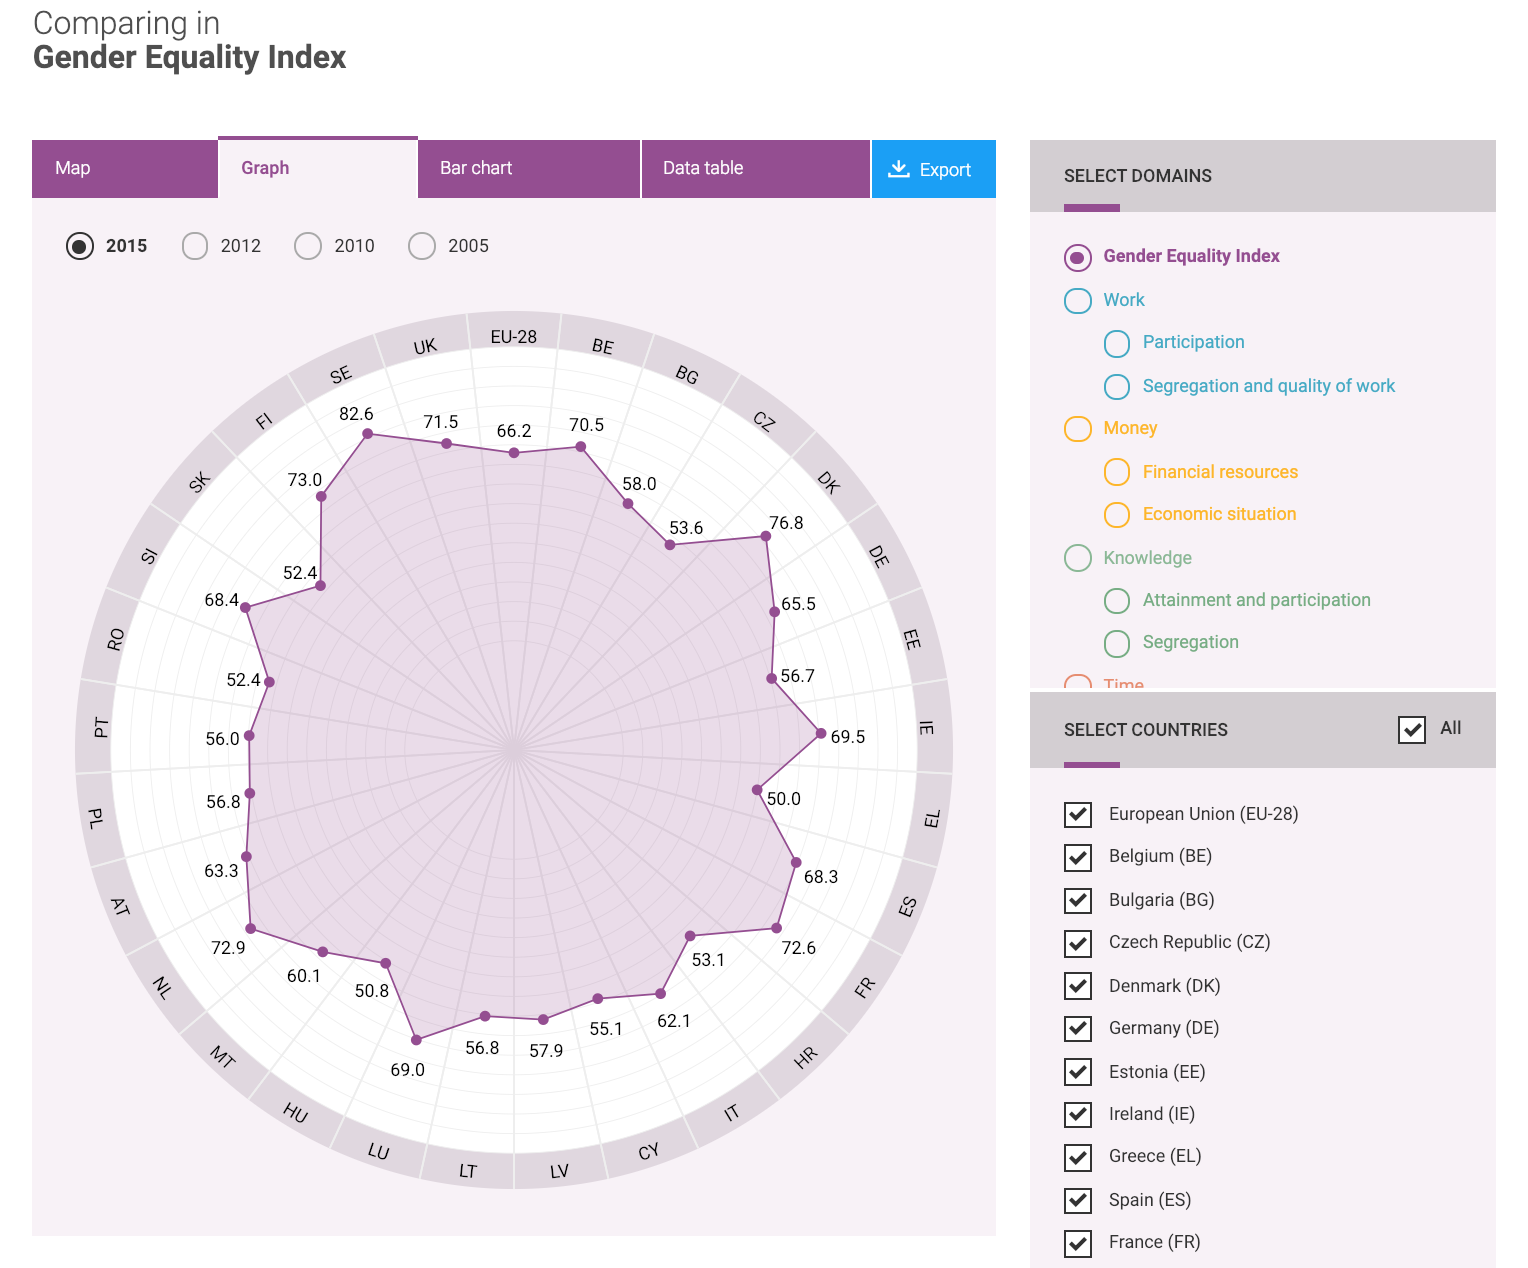 Comparing in
Gender Equality Index
Map
Graph
Bar chart
Data table
Export
2015
2012
2010
2005
EU-28
BE
BG
CZ
DK
DE
EE
IE
EL
ES
FR
HR
IT
CY
LV
LT
LU
HU
MT
NL
AT
PL
PT
RO
SI
SK
FI
SE
UK
66.2
70.5
58.0
53.6
76.8
65.5
56.7
69.5
50.0
68.3
72.6
53.1
62.1
55.1
57.9
56.8
69.0
50.8
60.1
72.9
63.3
56.8
56.0
52.4
68.4
52.4
73.0
82.6
71.5
SELECT DOMAINS
Gender Equality Index
Work
Participation
Segregation and quality of work
Money
Financial resources
Economic situation
Knowledge
Attainment and participation
Segregation
Time
SELECT COUNTRIES
All
European Union (EU-28)
Belgium (BE)
Bulgaria (BG)
Czech Republic (CZ)
Denmark (DK)
Germany (DE)
Estonia (EE)
Ireland (IE)
Greece (EL)
Spain (ES)
France (FR)